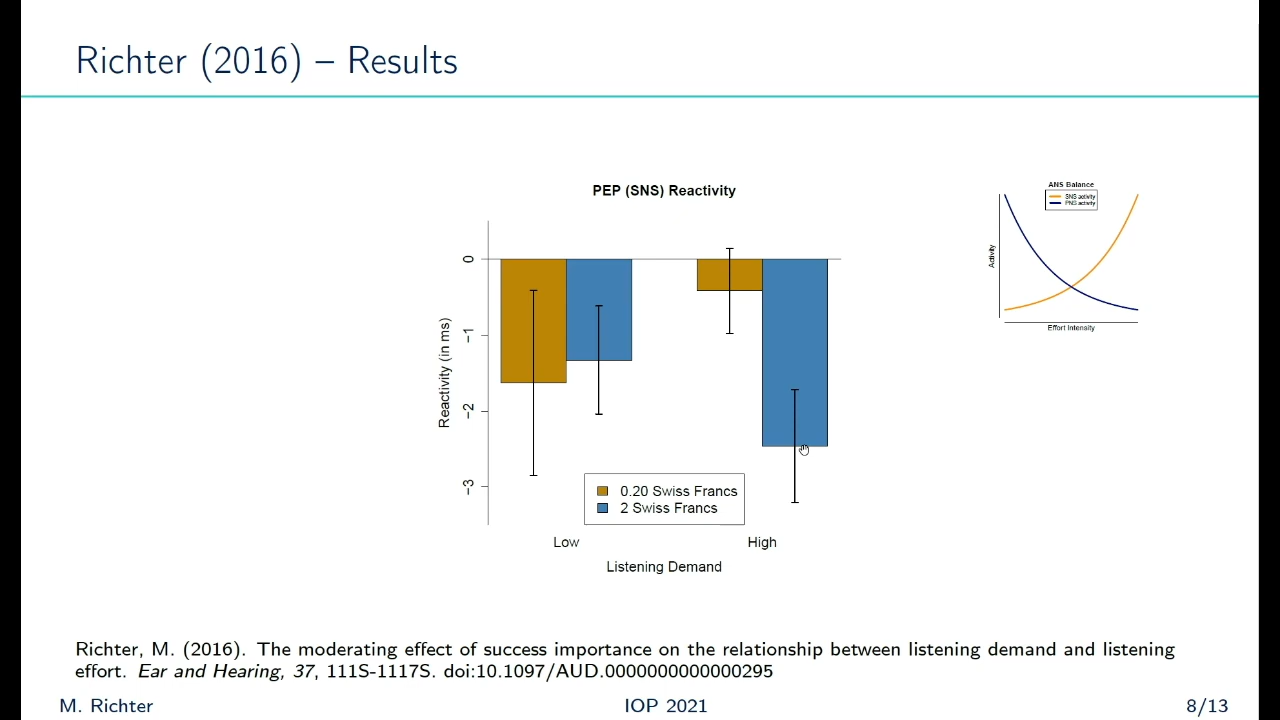 Richter (2016) – Results
PEP (SNS) Reactivity
Reactivity (in ms)
0
−1
−2
−3
0.20 Swiss Francs
2 Swiss Francs
Low
High
Listening Demand
ANS Balance
SNS activity
PNS activity
Activity
Effort Intensity
Richter, M. (2016). The moderating effect of success importance on the relationship between listening demand and listening
effort. Ear and Hearing, 37, 111S-1117S. doi:10.1097/AUD.0000000000000295
M. Richter
IOP 2021
8/13